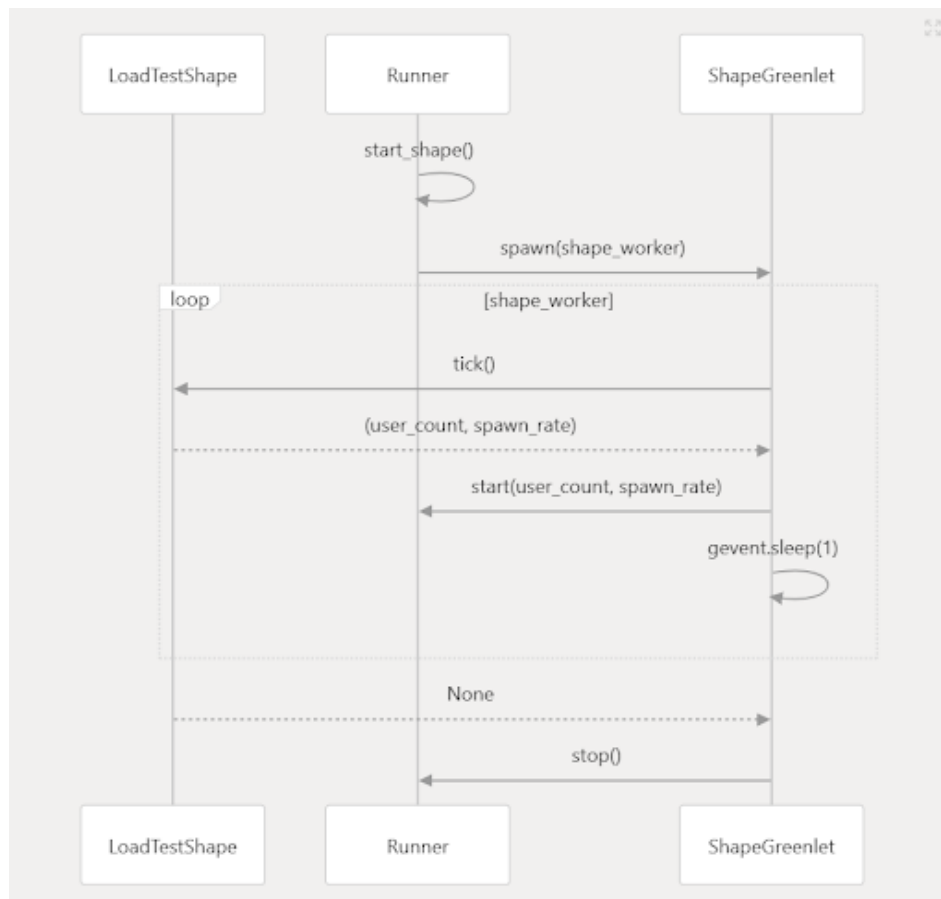 LoadTestShape
Runner
ShapeGreenlet
start_shape()
spawn(shape_worker)
loop
[shape_worker]
tick()
(user_count, spawn_rate)
start(user_count, spawn_rate)
gevent.sleep(1)
None
stop()
LoadTestShape
Runner
ShapeGreenlet